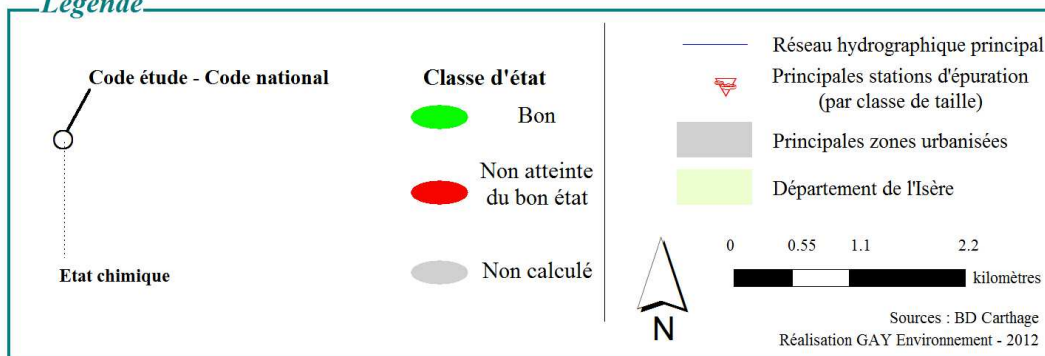 Légende
Code étude - Code national
Etat chimique
Classe d'état
Bon
Non atteinte
du bon état
Non calculé
Réseau hydrographique principal
Principales stations d'épuration
(par classe de taille)
Principales zones urbanisées
Département de l'Isère
0 0.55 1.1 2.2
kilomètres
N
Sources : BD Carthage
Réalisation GAY Environnement - 2012